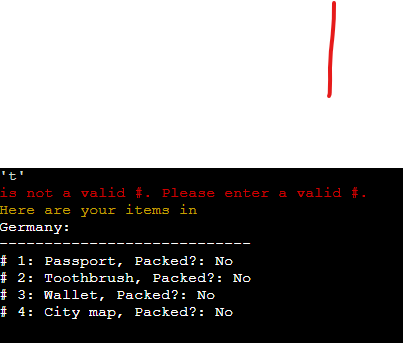 't'
is not a valid #. Please enter a valid #.
Here are your items in
Germany:
----------------------------
# 1: Passport, Packed?: No
# 2: Toothbrush, Packed?: No
# 3: Wallet, Packed?: No
# 4: City map, Packed?: No